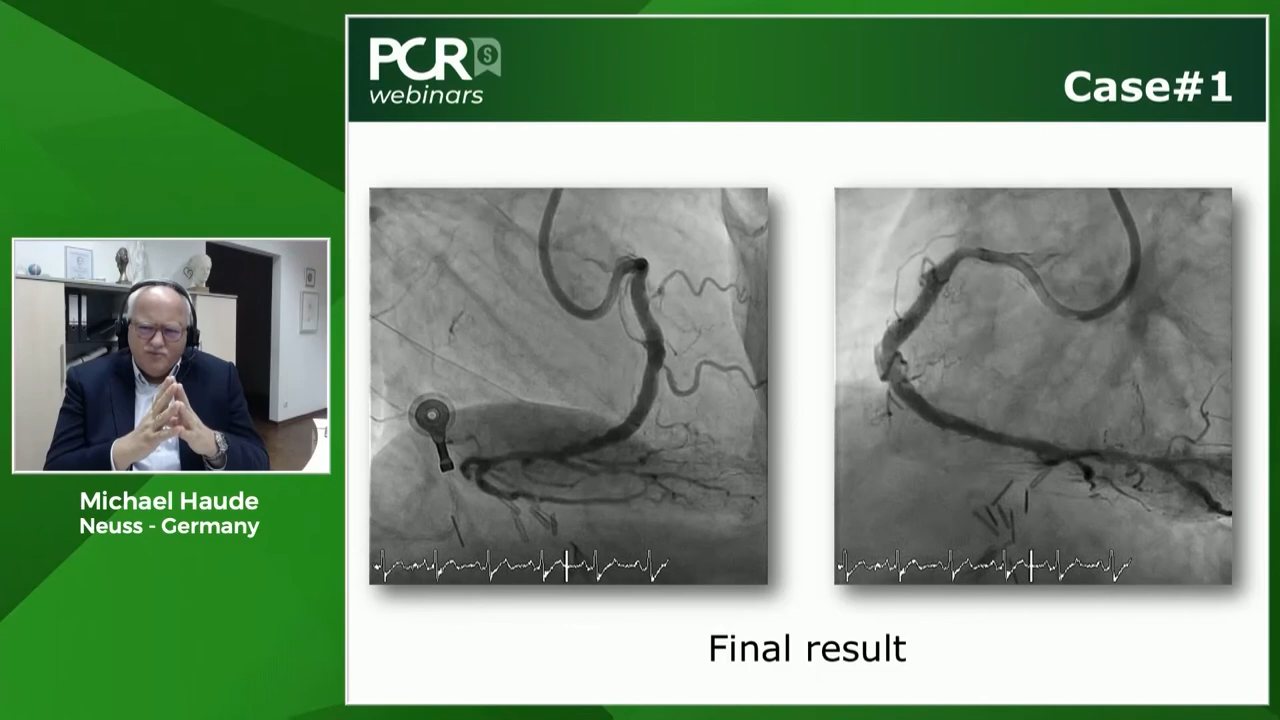 PCR
webinars
Case#1
Michael Haude
Neuss - Germany
Final result